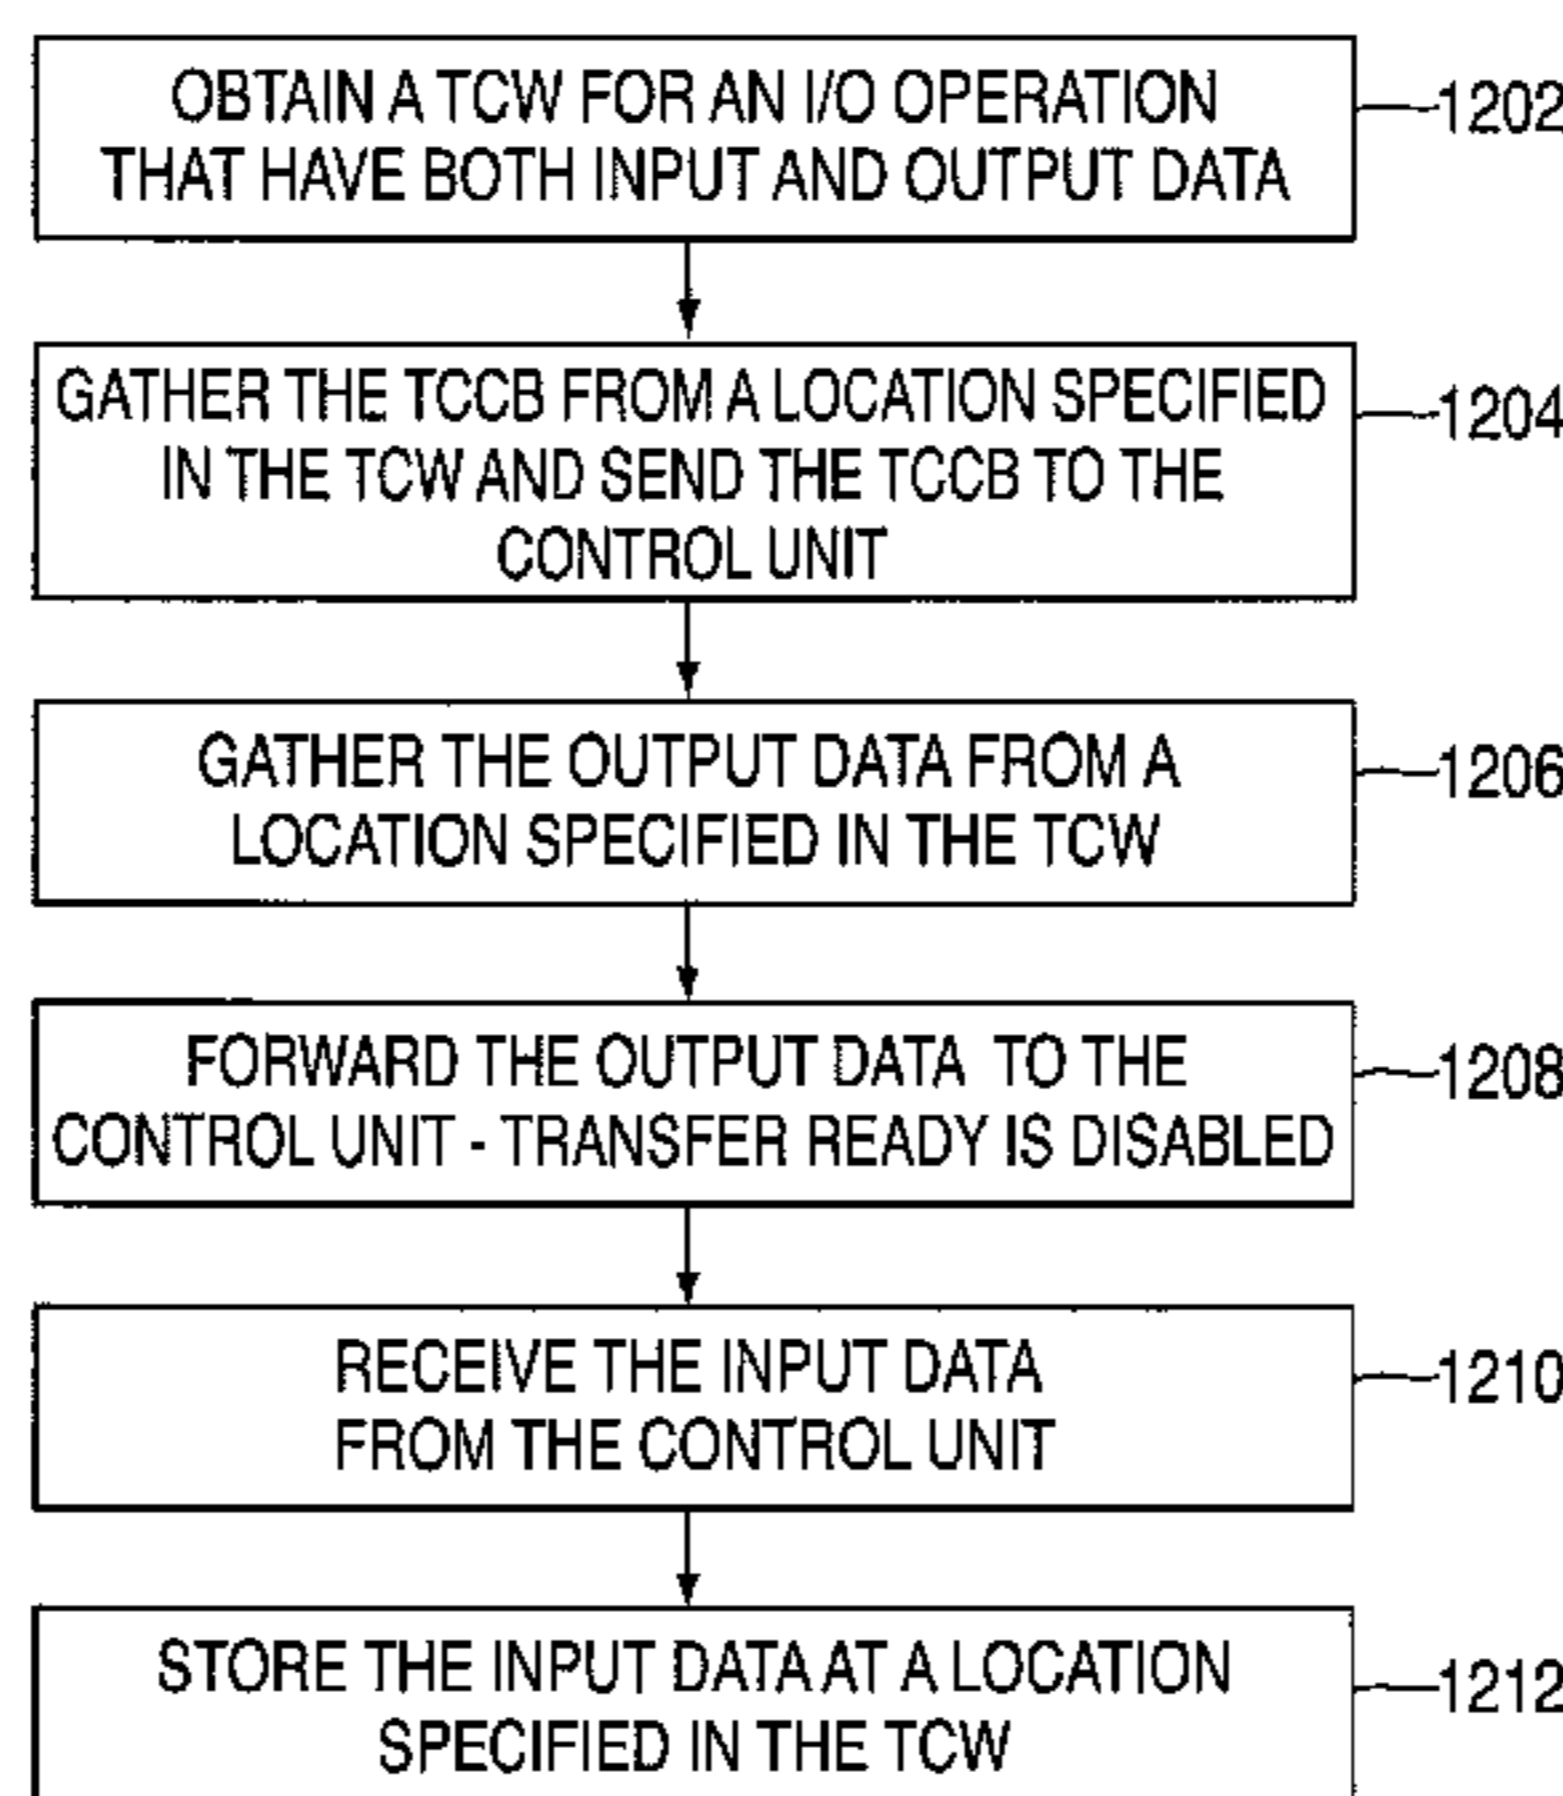 OBTAIN A TCW FOR AN I/O OPERATION
THAT HAVE BOTH INPUT AND OUTPUT DATA
1202
GATHER THE TCCB FROM A LOCATION SPECIFIED
IN THE TCW AND SEND THE TCCB TO THE
CONTROL UNIT
1204
GATHER THE OUTPUT DATA FROM A
LOCATION SPECIFIED IN THE TCW
1206
FORWARD THE OUTPUT DATA TO THE
CONTROL UNIT - TRANSFER READY IS DISABLED
1208
RECEIVE THE INPUT DATA
FROM THE CONTROL UNIT
1210
STORE THE INPUT DATA AT A LOCATION
SPECIFIED IN THE TCW
1212